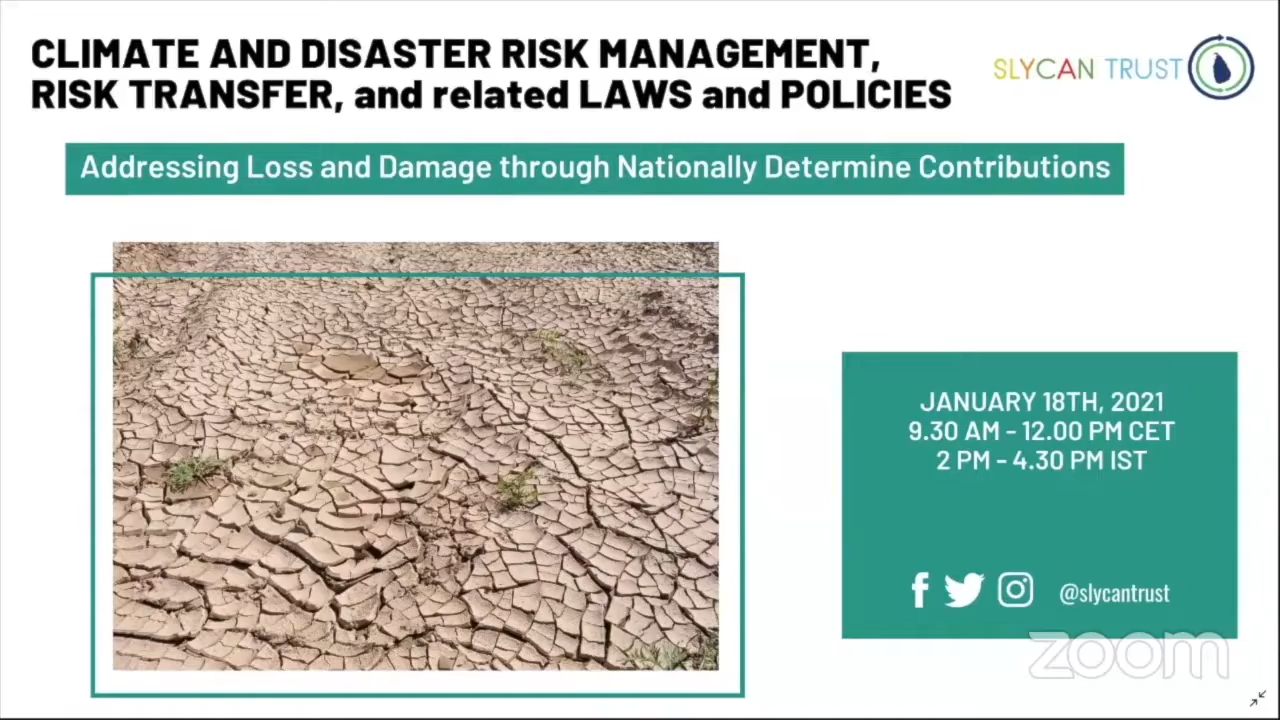 CLIMATE AND DISASTER RISK MANAGEMENT,
RISK TRANSFER, and related LAWS and POLICIES
SLYCAN TRUST
Addressing Loss and Damage through Nationally Determine Contributions
JANUARY 18TH, 2021
9.30 AM - 12.00 PM CET
2 PM - 4.30 PM IST
@slycantrust
zoom